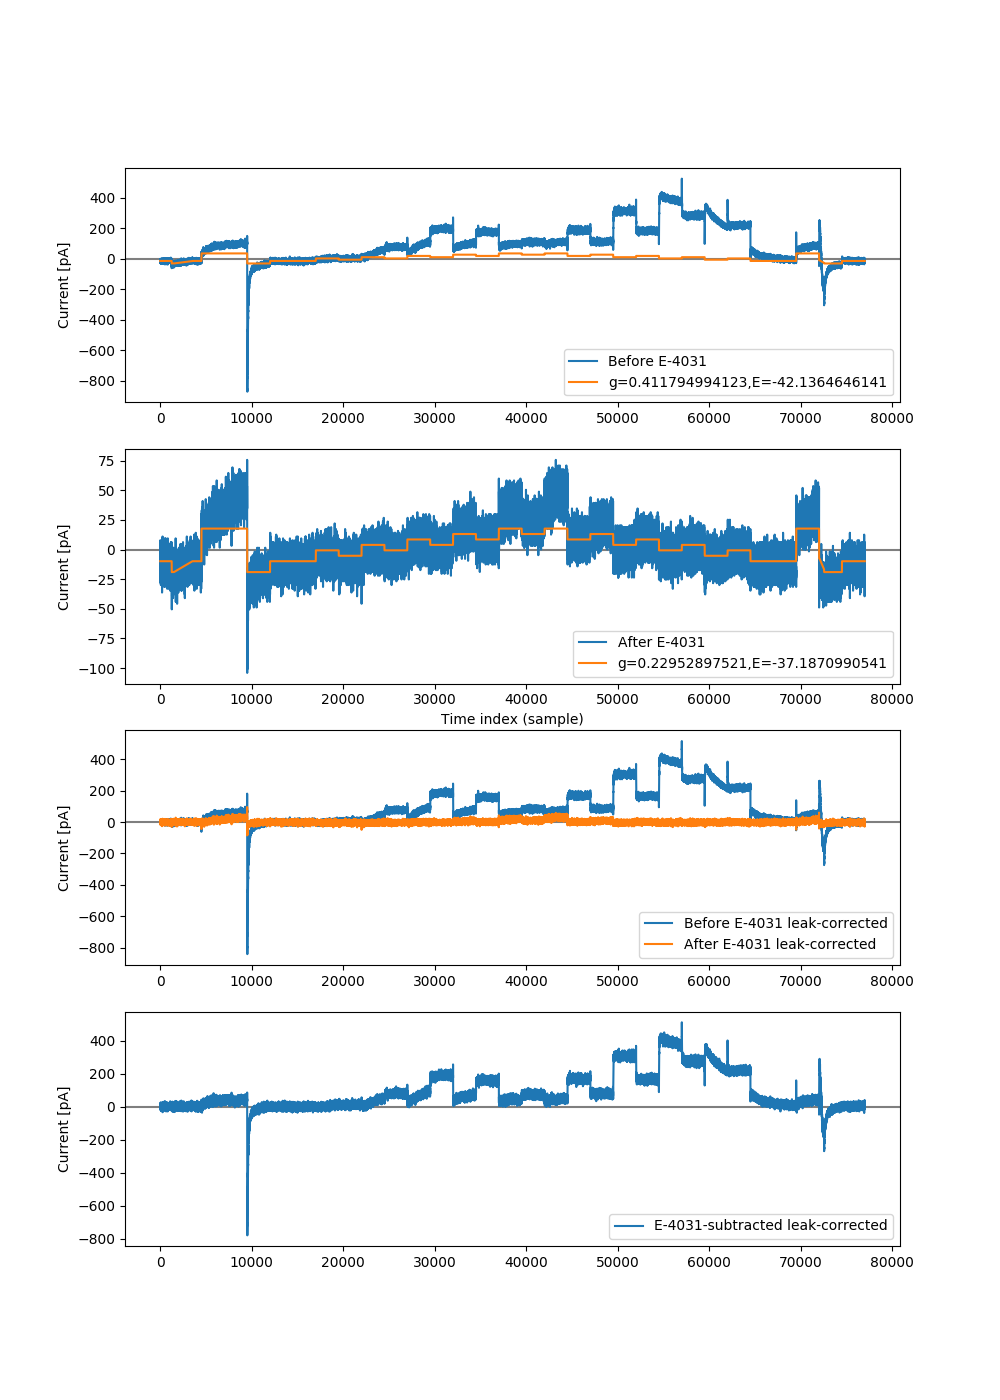 Current [pA]
400
200
0
−200
−400
−600
−800
Before E-4031
g=0.411794994123,E=-42.1364646141
0 10000 20000 30000 40000 50000 60000 70000 80000
Current [pA]
75
50
25
0
−25
−50
−75
−100
After E-4031
g=0.22952897521,E=-37.1870990541
0 10000 20000 30000 40000 50000 60000 70000 80000
Time index (sample)
Current [pA]
400
200
0
−200
−400
−600
−800
Before E-4031 leak-corrected
After E-4031 leak-corrected
0 10000 20000 30000 40000 50000 60000 70000 80000
Current [pA]
400
200
0
−200
−400
−600
−800
E-4031-subtracted leak-corrected
0 10000 20000 30000 40000 50000 60000 70000 80000